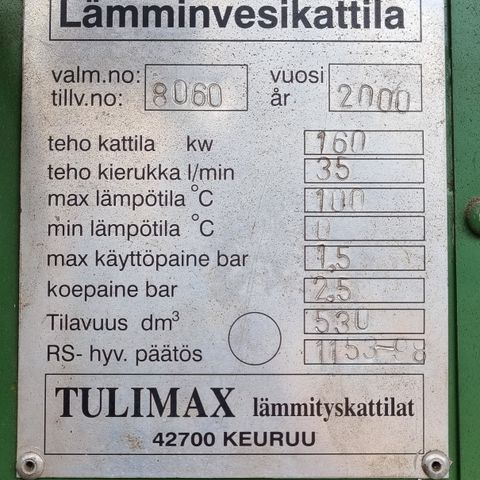 Lämminvesikattila
valm.no: 8060 vuosi 2000
tillv.no: år
teho kattila kw 160
teho kierukka l/min 35
max lämpötila °C 100
min lämpötila °C 0
max käyttöpaine bar 1,5
koepaine bar 2,5
Tilavuus dm³ 530
RS- hyv. päätös 1153-98
TULIMAX lämmityskattilat
42700 KEURUU